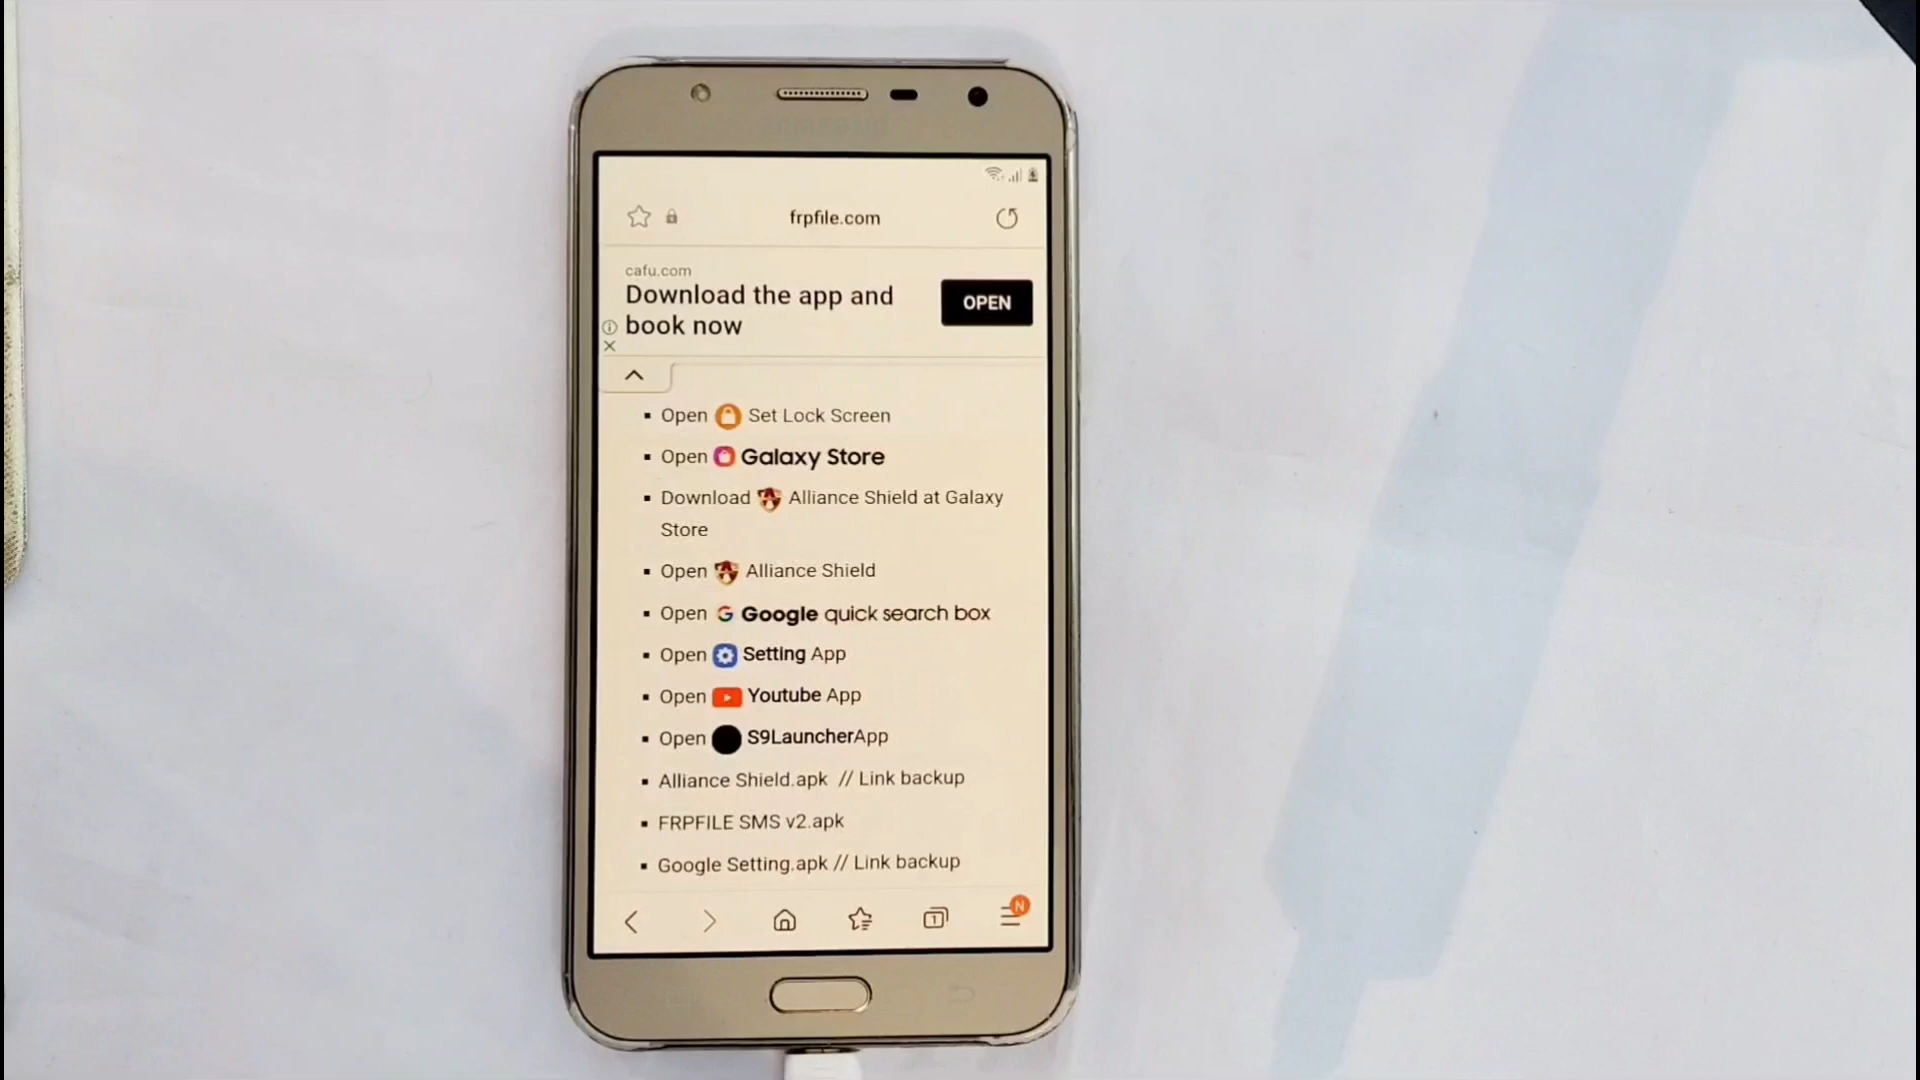 SAMSUNG
frpfile.com
cafu.com
Download the app and
book now
OPEN
Open Set Lock Screen
Open Galaxy Store
Download Alliance Shield at Galaxy
Store
Open Alliance Shield
Open G Google quick search box
Open Setting App
Open Youtube App
Open S9LauncherApp
Alliance Shield.apk // Link backup
FRPFILE SMS v2.apk
Google Setting.apk // Link backup
1
N